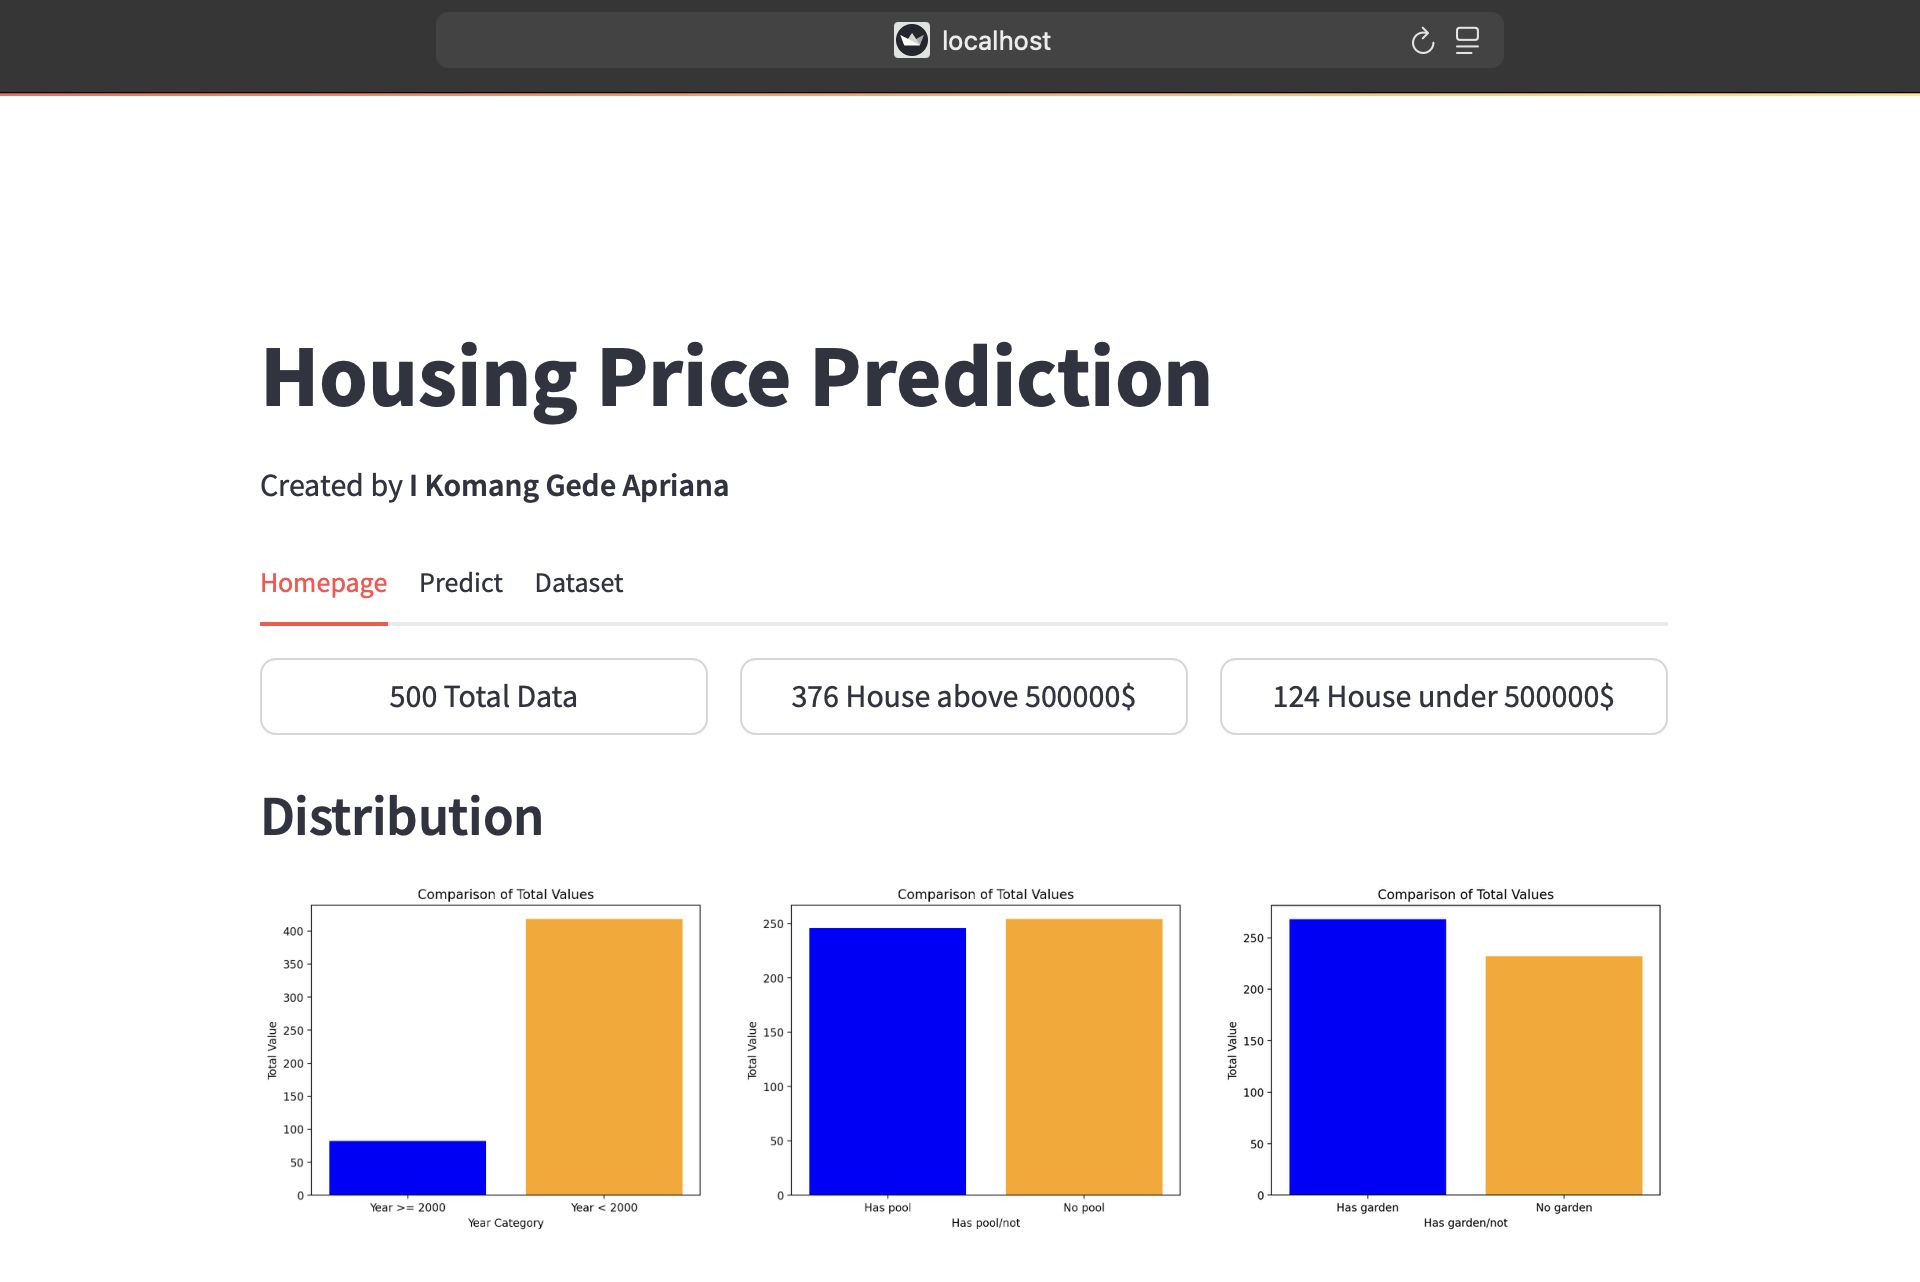 localhost
Housing Price Prediction
Created by I Komang Gede Apriana
Homepage Predict Dataset
500 Total Data
376 House above 500000$
124 House under 500000$
Distribution
Comparison of Total Values
400
350
300
250
200
150
100
50
0
Total Value
Year >= 2000
Year < 2000
Year Category
Comparison of Total Values
250
200
150
100
50
0
Total Value
Has pool
No pool
Has pool/not
Comparison of Total Values
250
200
150
100
50
0
Total Value
Has garden
No garden
Has garden/not